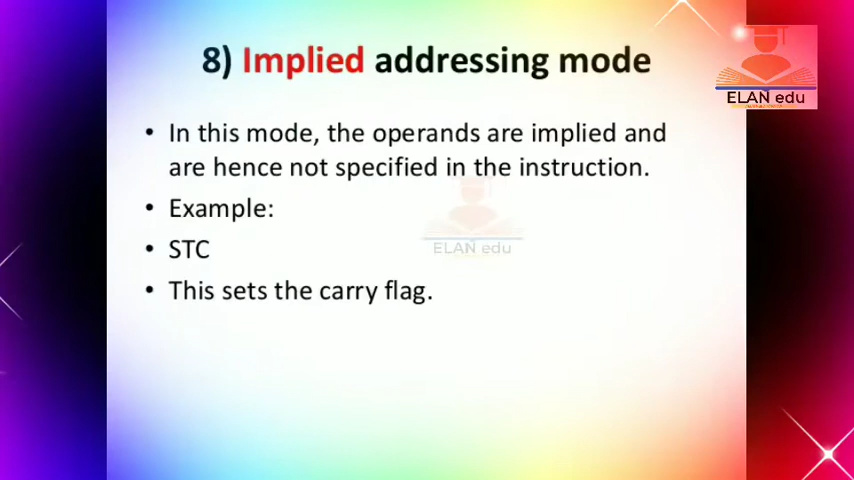 8) Implied addressing mode
ELAN edu
• In this mode, the operands are implied and
are hence not specified in the instruction.
• Example:
ELAN edu
• STC
• This sets the carry flag.